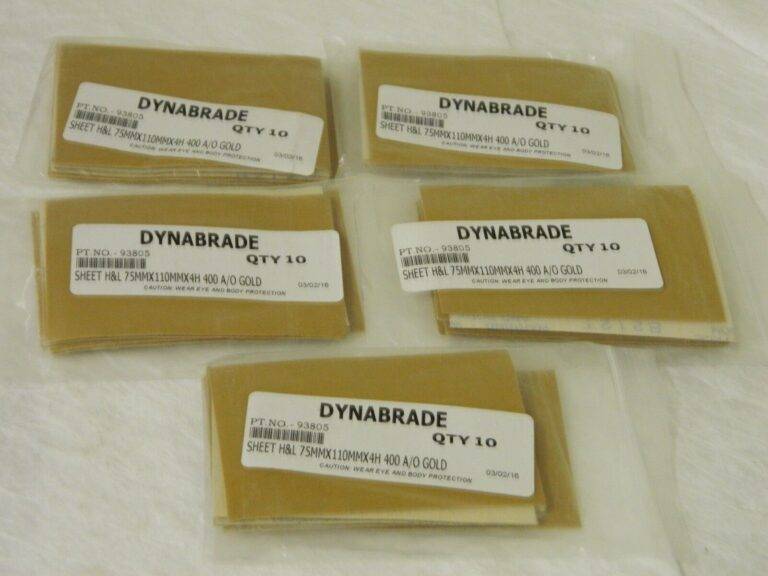 DYNABRADE
PT.NO.- 93805
QTY 10
SHEET H&L 75MMX110MMX4H 400 A/O GOLD
CAUTION: WEAR EYE AND BODY PROTECTION
03/02/16
DYNABRADE
PT.NO.- 93805
QTY 10
SHEET H&L 75MMX110MMX4H 400 A/O GOLD
CAUTION: WEAR EYE AND BODY PROTECTION
03/02/16
DYNABRADE
PT.NO.- 93805
QTY 10
SHEET H&L 75MMX110MMX4H 400 A/O GOLD
CAUTION: WEAR EYE AND BODY PROTECTION
03/02/16
DYNABRADE
PT.NO.- 93805
QTY 10
SHEET H&L 75MMX110MMX4H 400 A/O GOLD
CAUTION: WEAR EYE AND BODY PROTECTION
03/02/16
DYNABRADE
PT.NO.- 93805
QTY 10
SHEET H&L 75MMX110MMX4H 400 A/O GOLD
CAUTION: WEAR EYE AND BODY PROTECTION
03/02/16